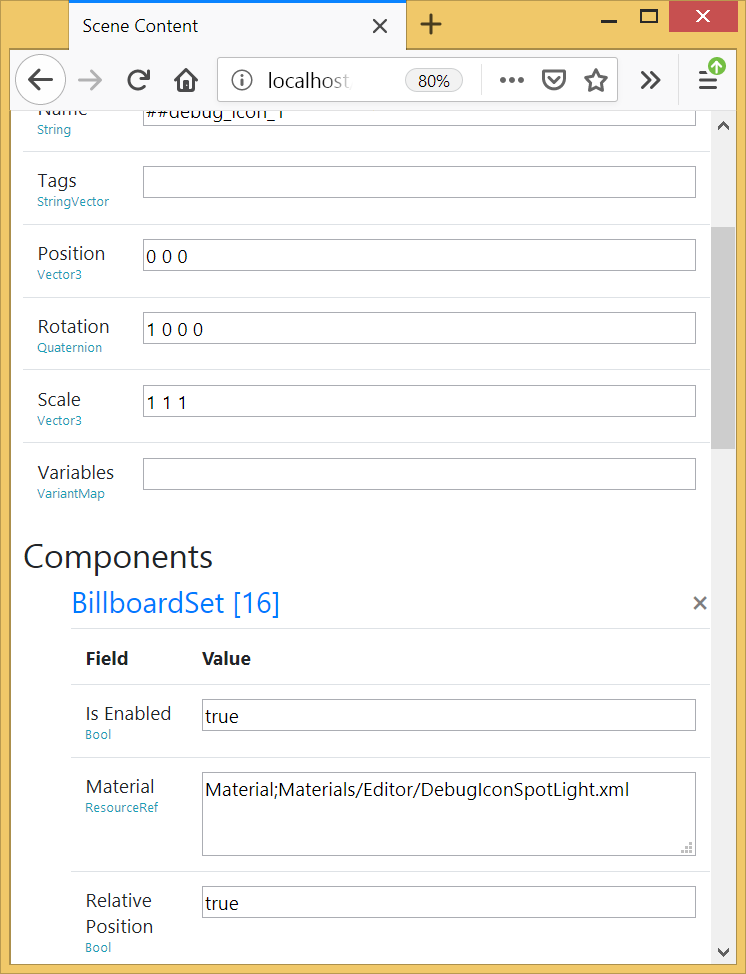 Scene Content
localhost
80%
Name ##debug_icon_1
String
Tags
StringVector
Position 0 0 0
Vector3
Rotation 1 0 0 0
Quaternion
Scale 1 1 1
Vector3
Variables
VariantMap
Components
BillboardSet [16]
Field Value
Is Enabled true
Bool
Material Material;Materials/Editor/DebugIconSpotLight.xml
ResourceRef
Relative
Position true
Bool